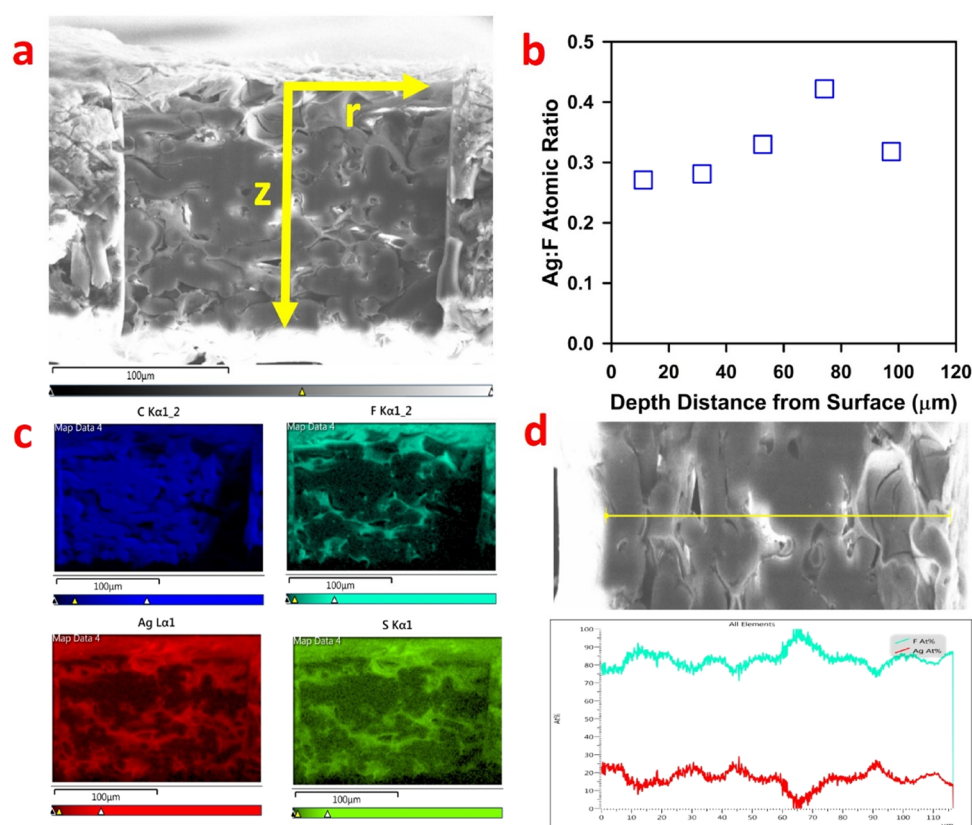 a
r
z
100μm
b
0.5
0.4
0.3
0.2
0.1
0.0
0 20 40 60 80 100 120
Ag:F Atomic Ratio
Depth Distance from Surface (μm)
c
C Kα1_2
Map Data 4
100μm
F Kα1_2
Map Data 4
100μm
Ag Lα1
Map Data 4
100μm
S Kα1
Map Data 4
100μm
d
All Elements
F At%
Ag At%
100
90
80
70
60
50
40
30
20
10
0
0 10 20 30 40 50 60 70 80 90 100 110